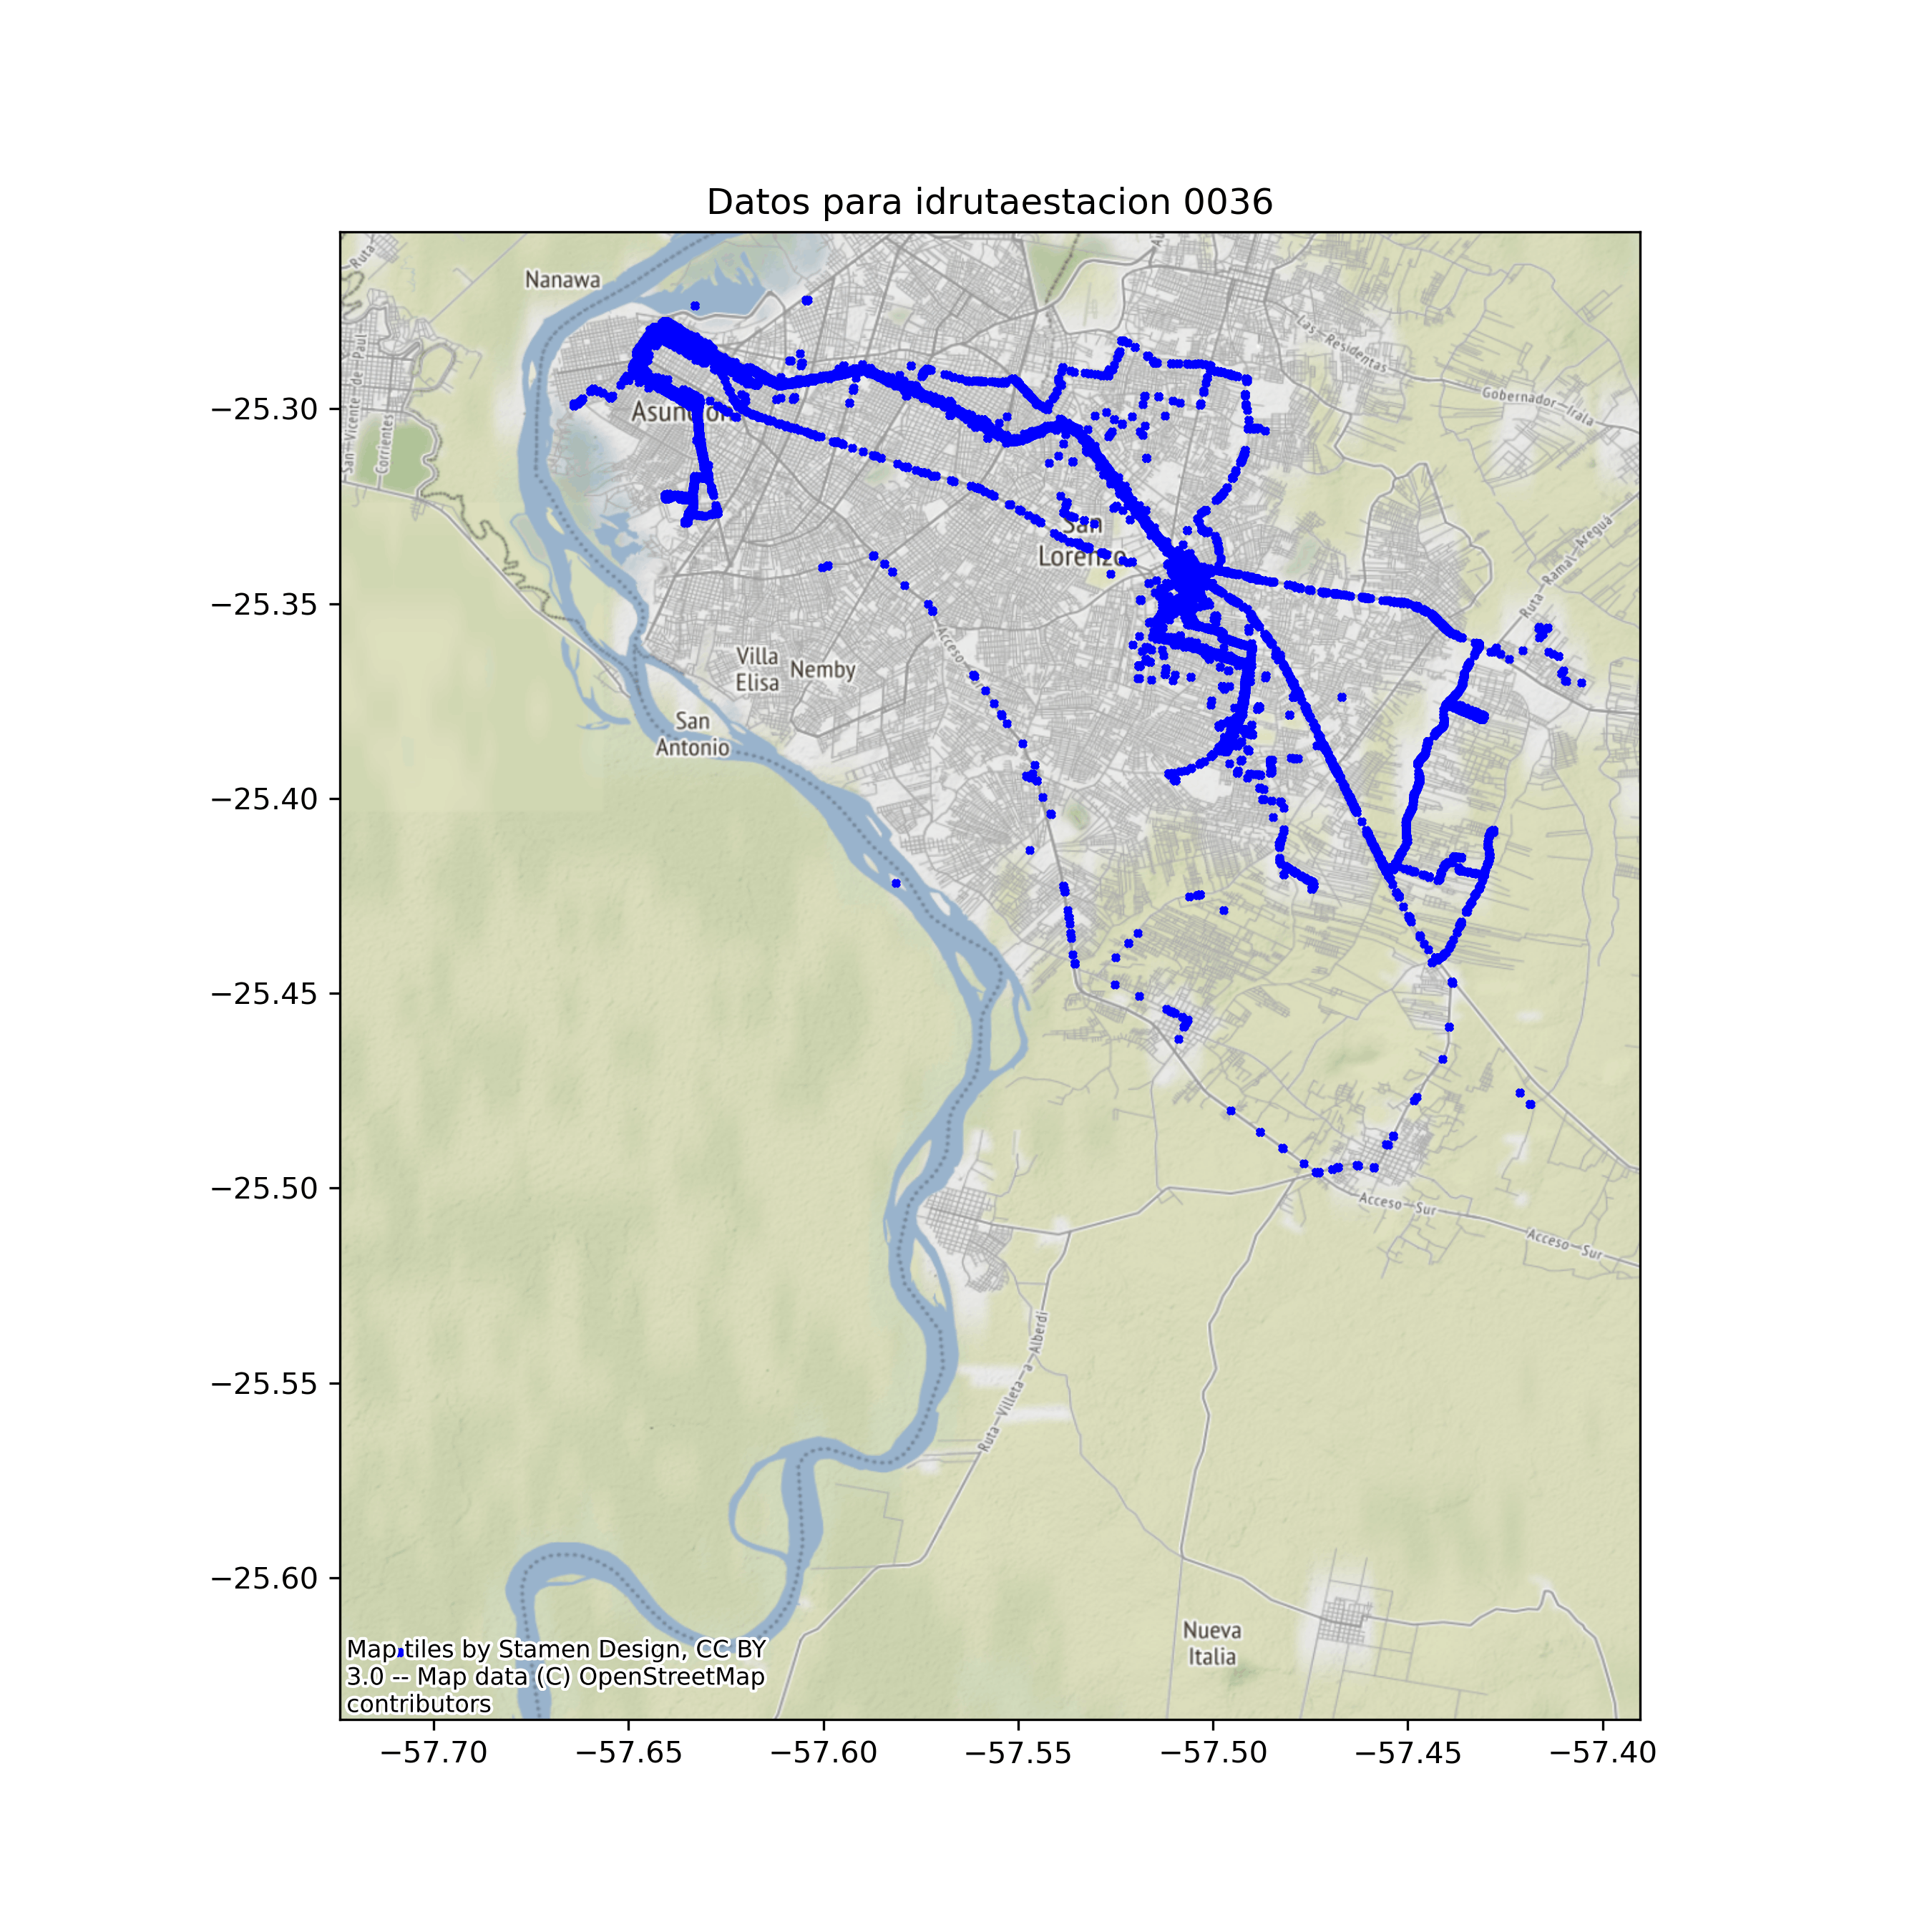 Datos para idrutaestacion 0036
Nanawa
Ruta
Las—Residentas
San—Vicente de Paul
Corrientes
Gobernador—Irala
−25.30
Asuncion
Ruta—Ramal—Areguá
San
Lorenzo
−25.35
Acceso
Villa
Elisa
Nemby
San
Antonio
−25.40
−25.45
−25.50
Acceso—Sur
Acceso—Sur
−25.55
Ruta—Villeta—a—Alberdi
−25.60
Nueva
Italia
Map tiles by Stamen Design, CC BY
3.0 -- Map data (C) OpenStreetMap
contributors
−57.70
−57.65
−57.60
−57.55
−57.50
−57.45
−57.40